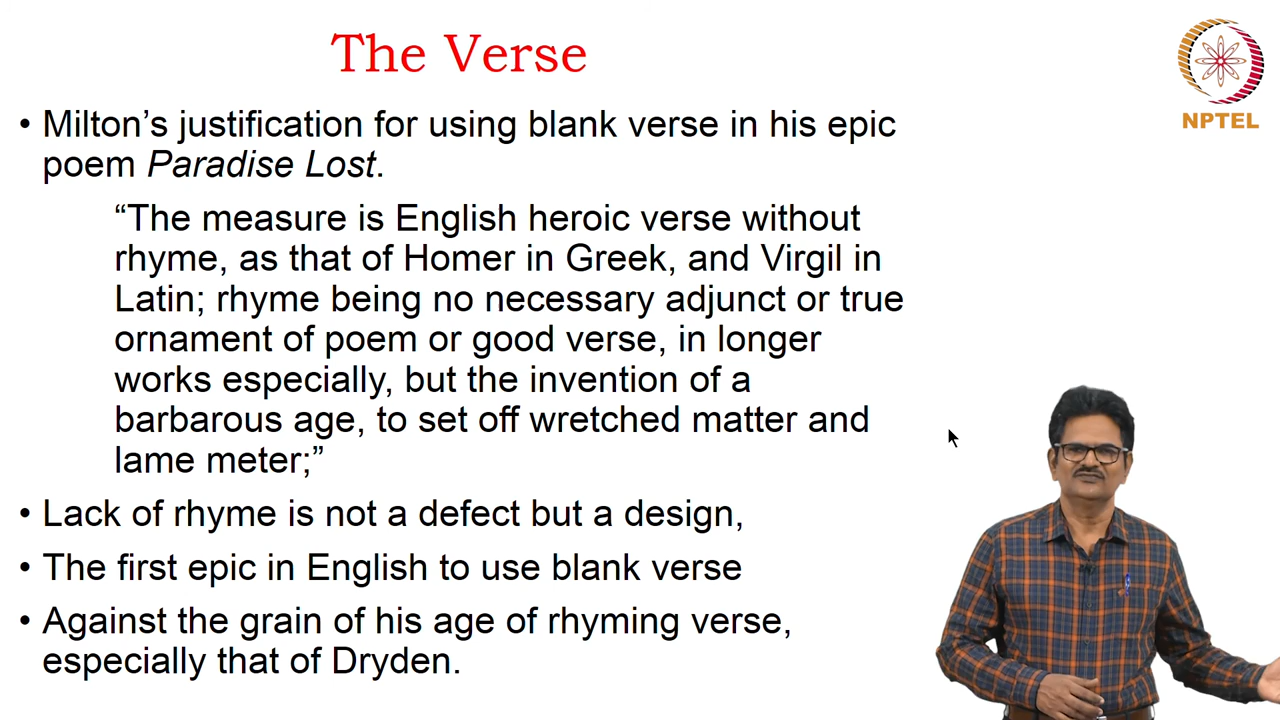 The Verse
NPTEL
• Milton’s justification for using blank verse in his epic
poem Paradise Lost.
“The measure is English heroic verse without
rhyme, as that of Homer in Greek, and Virgil in
Latin; rhyme being no necessary adjunct or true
ornament of poem or good verse, in longer
works especially, but the invention of a
barbarous age, to set off wretched matter and
lame meter;”
• Lack of rhyme is not a defect but a design,
• The first epic in English to use blank verse
• Against the grain of his age of rhyming verse,
especially that of Dryden.